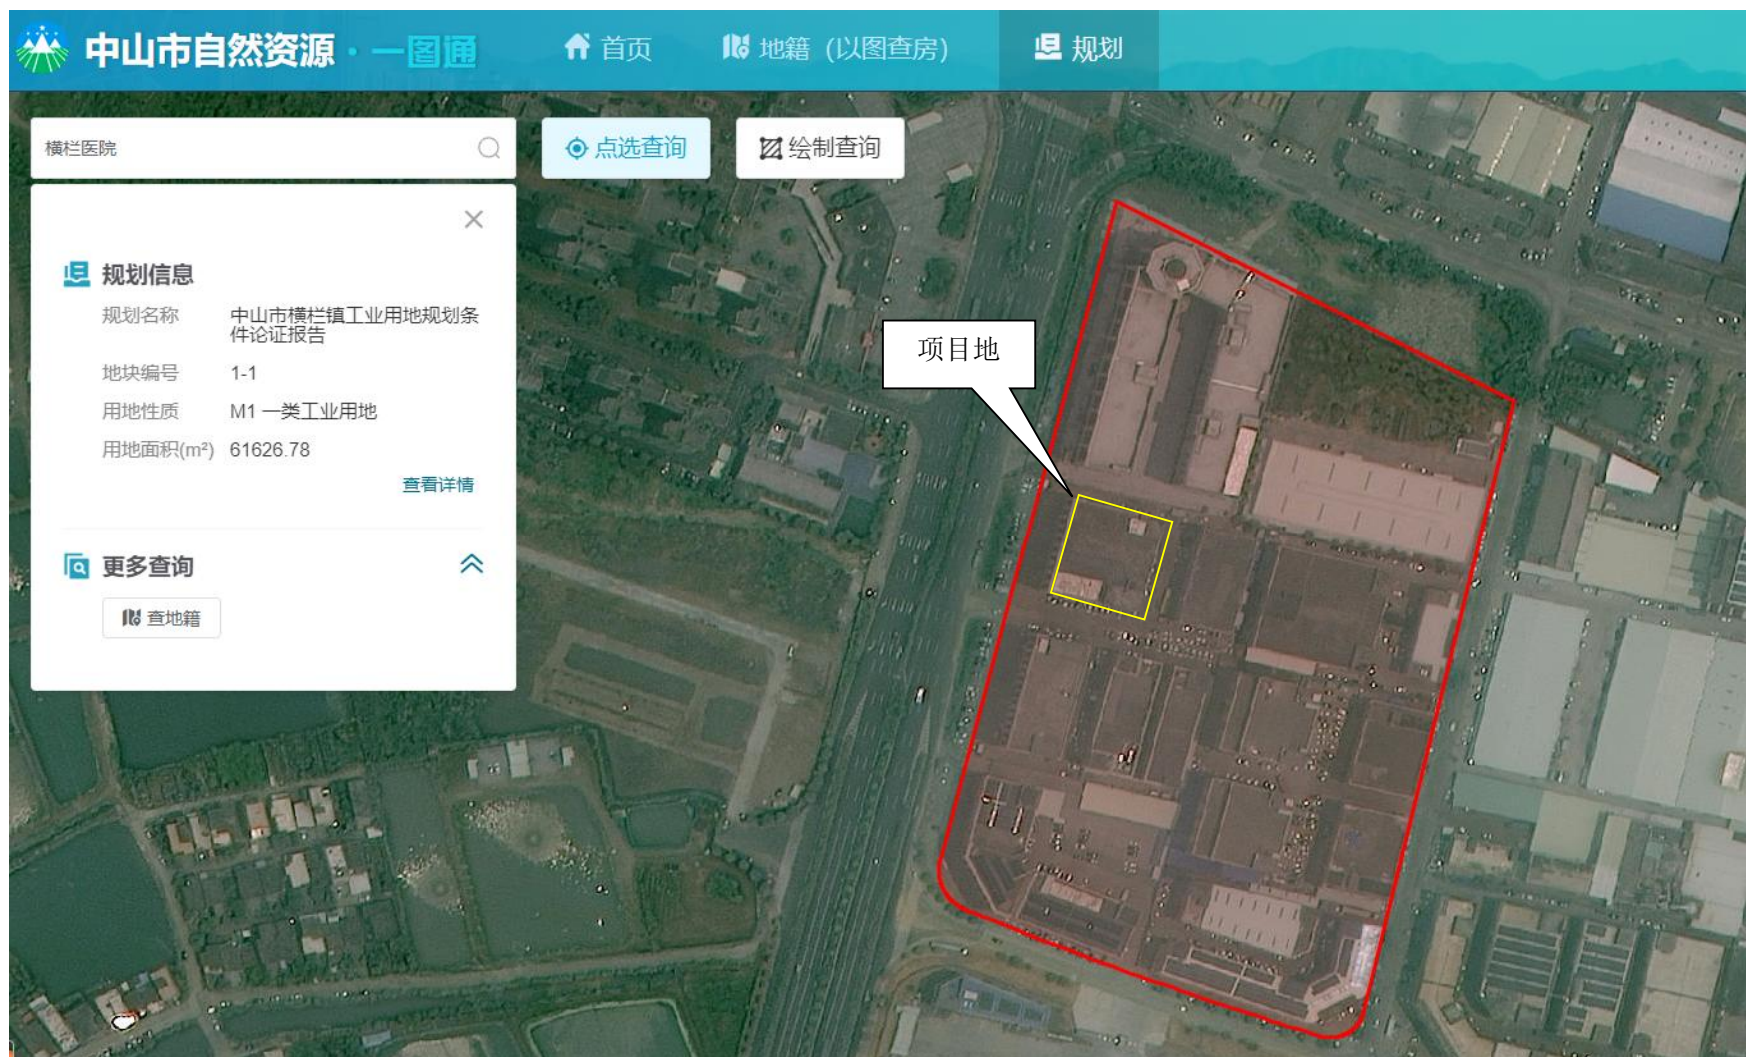 中山市自然资源·一图通
首页
地籍（以图查房）
规划
横栏医院
点选查询
绘制查询
规划信息
规划名称
中山市横栏镇工业用地规划条
件论证报告
地块编号
1-1
用地性质
M1 一类工业用地
用地面积(m²)
61626.78
查看详情
更多查询
查地籍
项目地